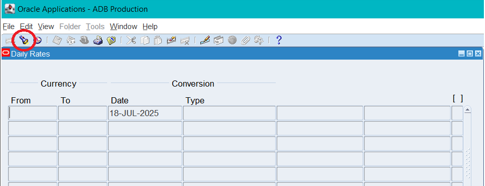 Oracle Applications - ADB Production
File Edit View Folder Tools Window Help
Daily Rates
Currency Conversion
From To Date Type [ ]
18-JUL-2025